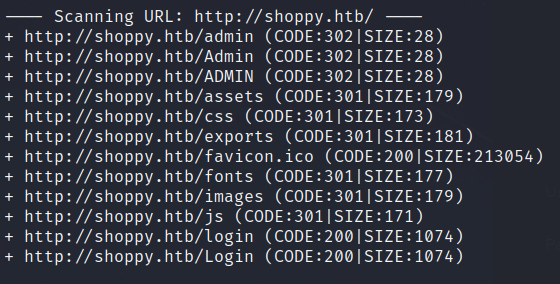 ---- Scanning URL: http://shoppy.htb/ ----
+ http://shoppy.htb/admin (CODE:302|SIZE:28)
+ http://shoppy.htb/Admin (CODE:302|SIZE:28)
+ http://shoppy.htb/ADMIN (CODE:302|SIZE:28)
+ http://shoppy.htb/assets (CODE:301|SIZE:179)
+ http://shoppy.htb/css (CODE:301|SIZE:173)
+ http://shoppy.htb/exports (CODE:301|SIZE:181)
+ http://shoppy.htb/favicon.ico (CODE:200|SIZE:213054)
+ http://shoppy.htb/fonts (CODE:301|SIZE:177)
+ http://shoppy.htb/images (CODE:301|SIZE:179)
+ http://shoppy.htb/js (CODE:301|SIZE:171)
+ http://shoppy.htb/login (CODE:200|SIZE:1074)
+ http://shoppy.htb/Login (CODE:200|SIZE:1074)